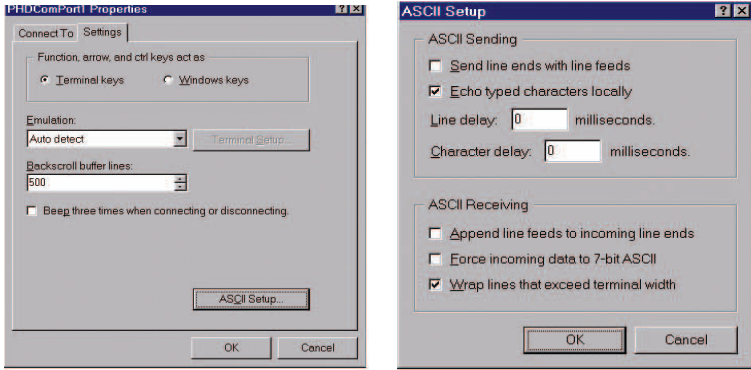 PHDComPort1 Properties
Connect To Settings
Function, arrow, and ctrl keys act as
Terminal keys Windows keys
Emulation:
Auto detect
Terminal Setup...
Backscroll buffer lines:
500
Beep three times when connecting or disconnecting.
ASCII Setup...
OK Cancel
ASCII Setup
ASCII Sending
Send line ends with line feeds
Echo typed characters locally
Line delay: 0 milliseconds.
Character delay: 0 milliseconds.
ASCII Receiving
Append line feeds to incoming line ends
Force incoming data to 7-bit ASCII
Wrap lines that exceed terminal width
OK Cancel